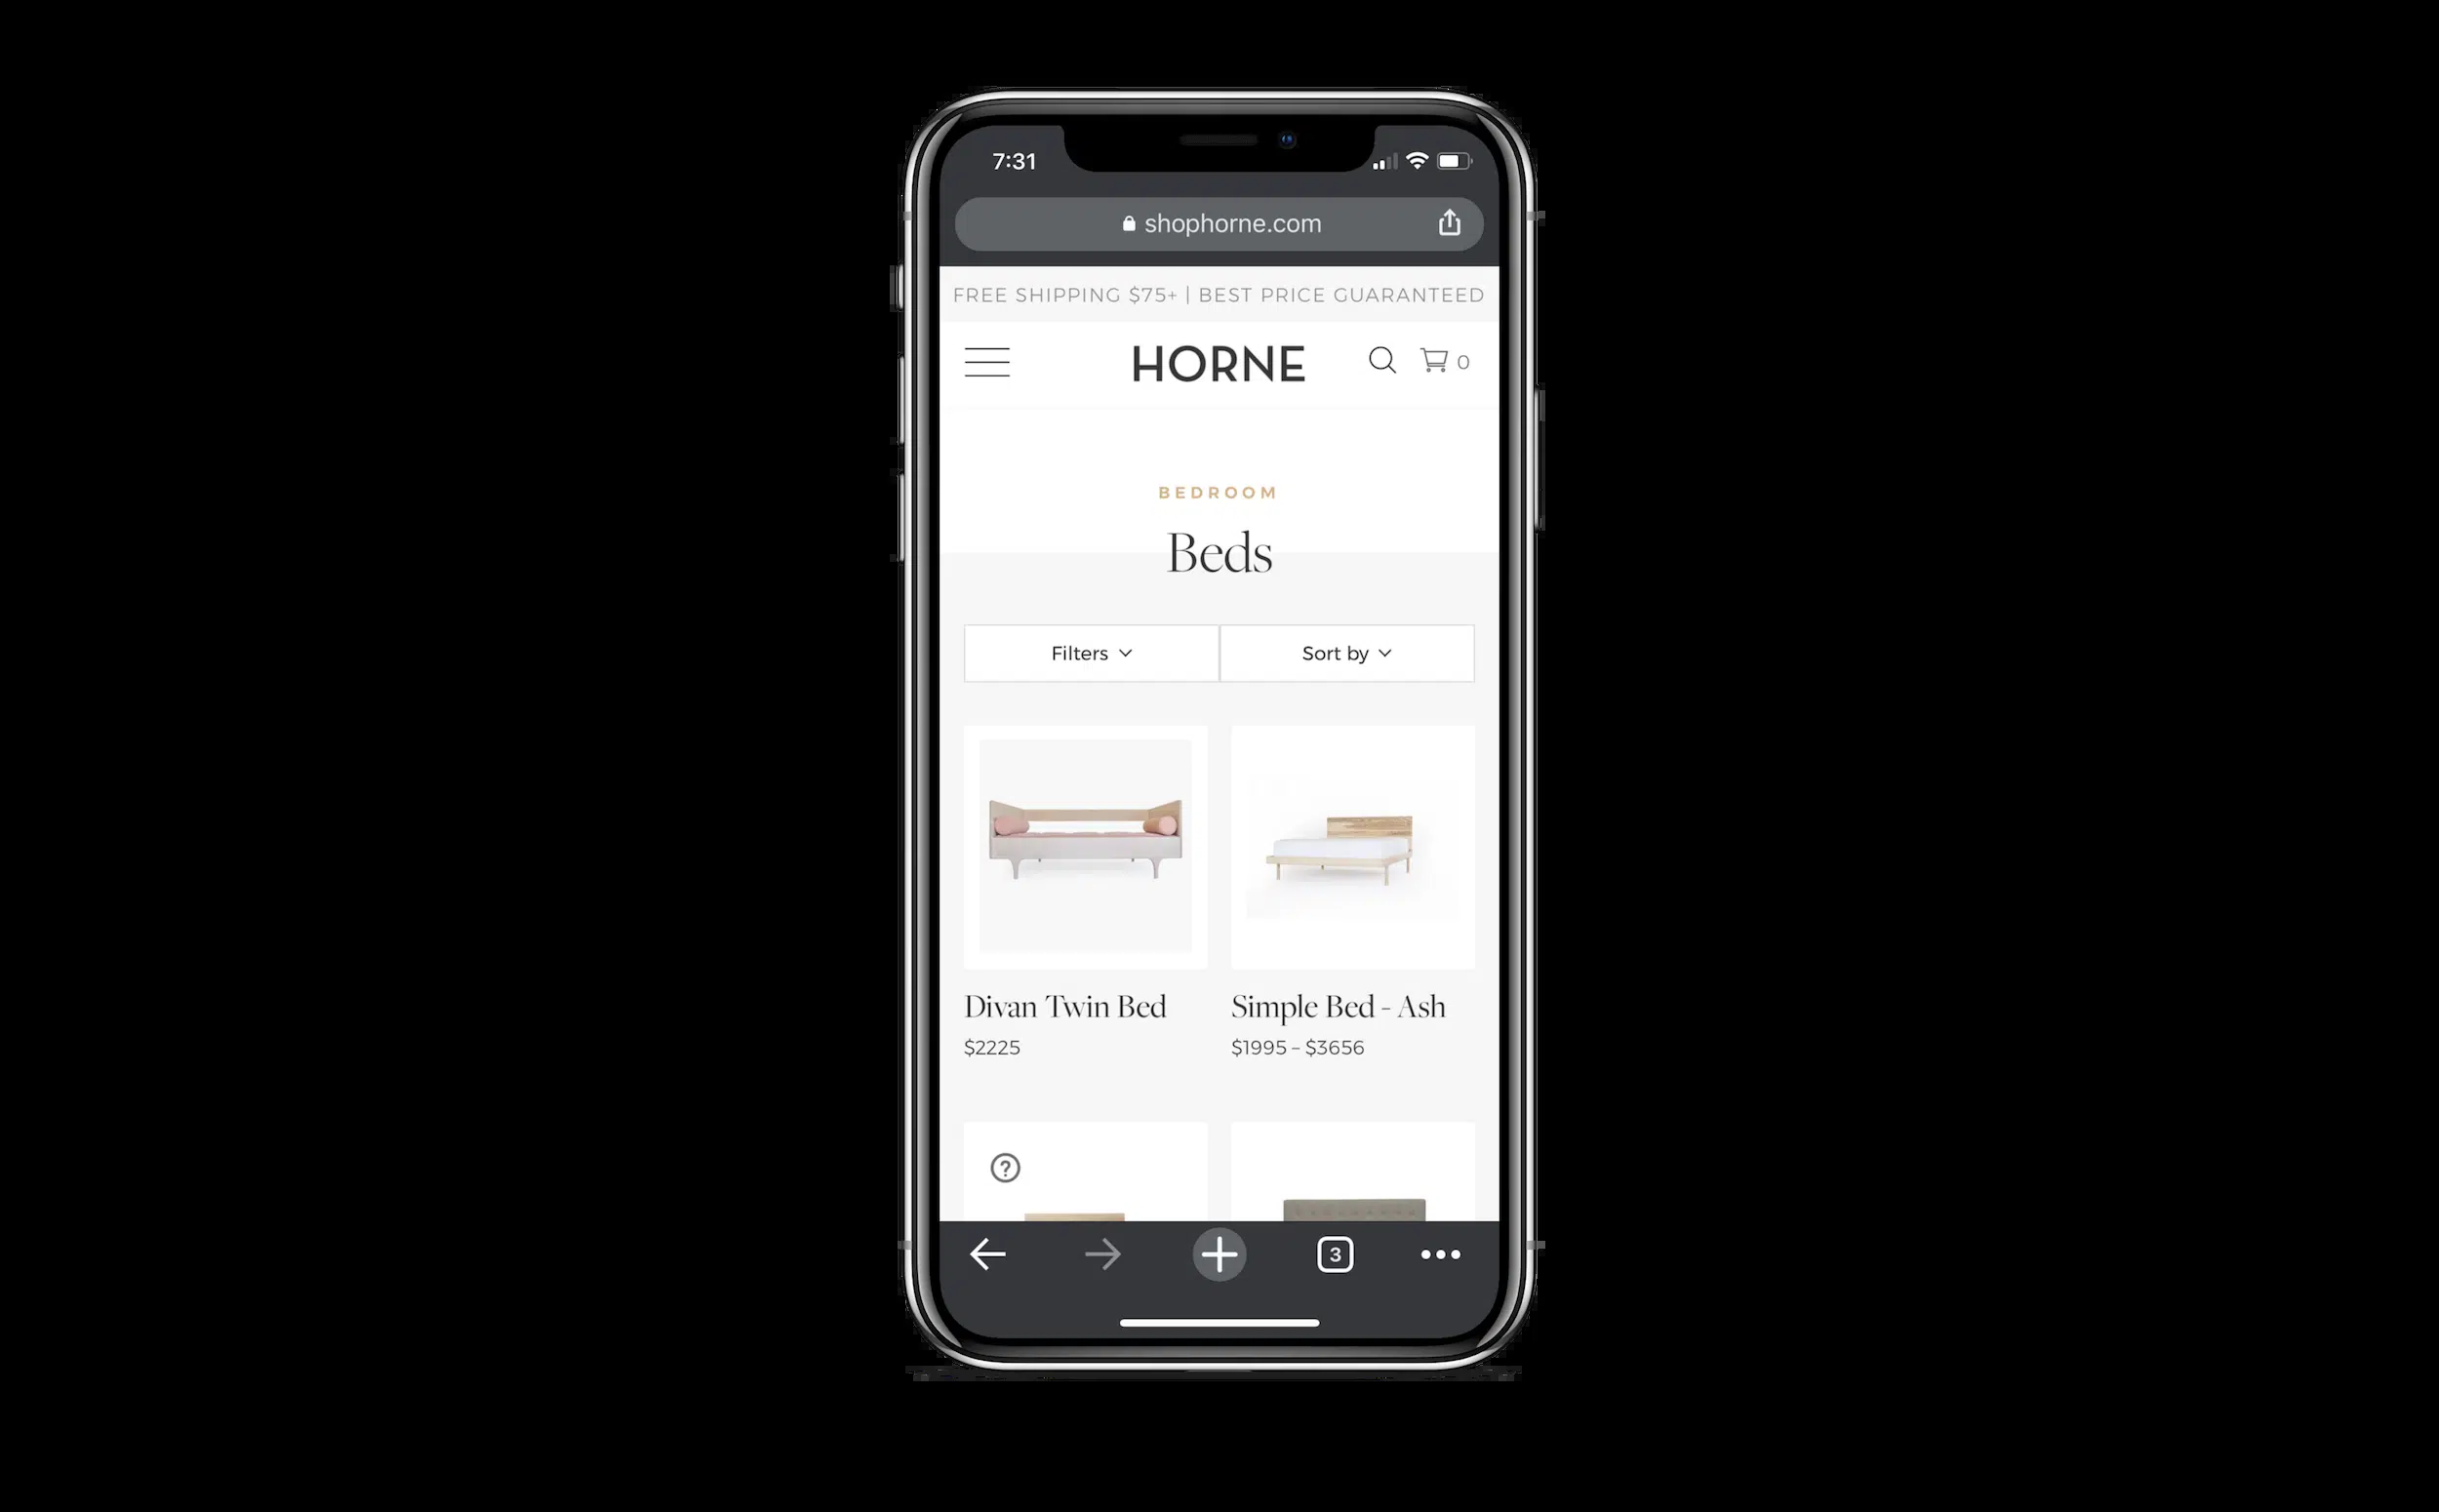 7:31
shophorne.com
FREE SHIPPING $75+ | BEST PRICE GUARANTEED
HORNE
0
BEDROOM
Beds
Filters
Sort by
Divan Twin Bed
Simple Bed - Ash
$2225
$1995 – $3656
?
3